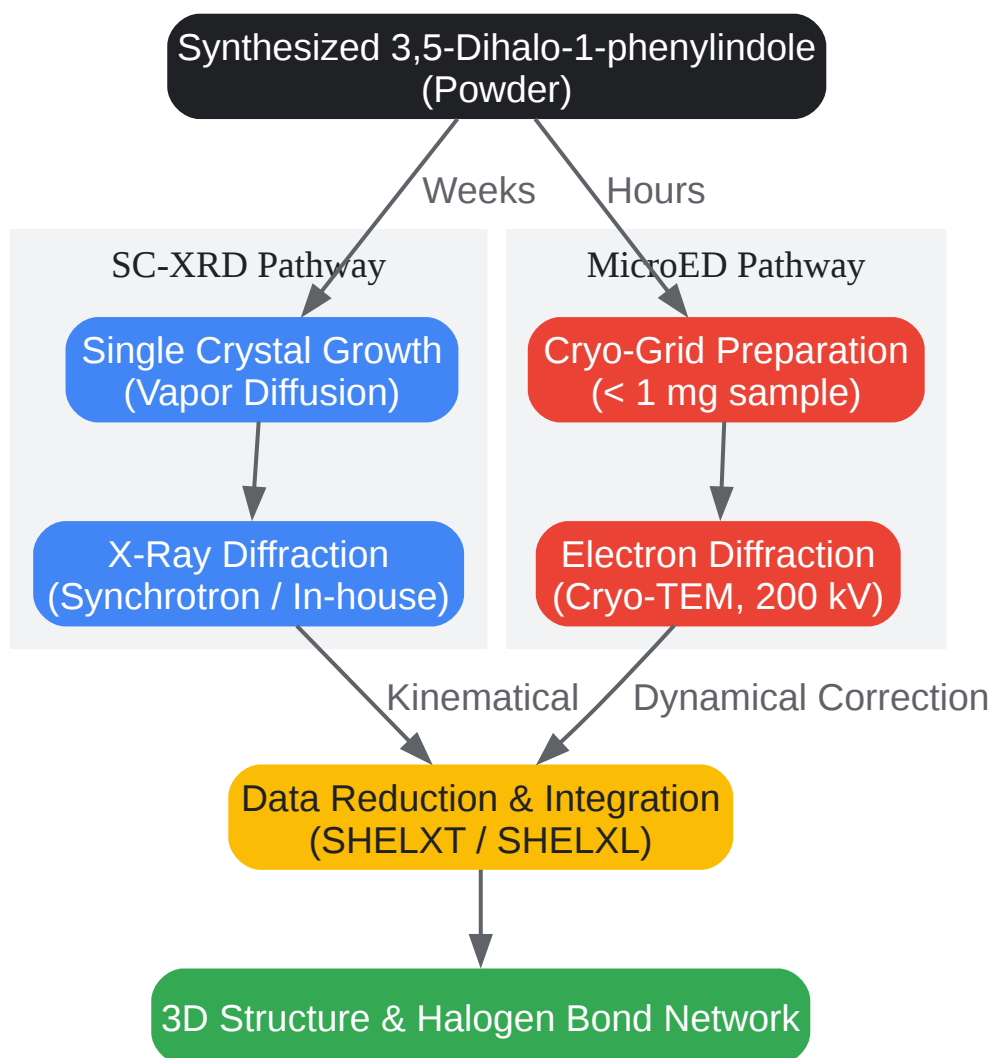 Synthesized 3,5-Dihalo-1-phenylindole
(Powder)
Weeks
Hours
SC-XRD Pathway
MicroED Pathway
Single Crystal Growth
(Vapor Diffusion)
Cryo-Grid Preparation
(< 1 mg sample)
X-Ray Diffraction
(Synchrotron / In-house)
Electron Diffraction
(Cryo-TEM, 200 kV)
Kinematical
Dynamical Correction
Data Reduction & Integration
(SHELXT / SHELXL)
3D Structure & Halogen Bond Network